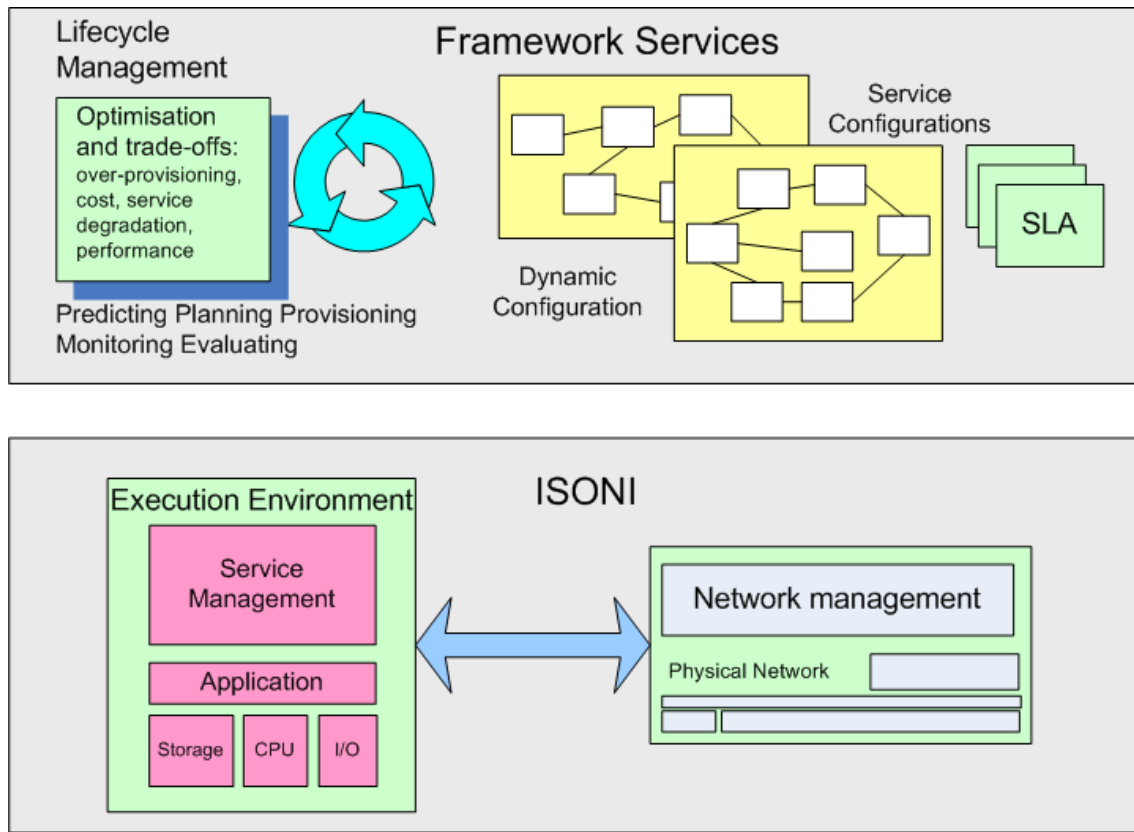 Lifecycle
Management
Framework Services
Optimisation
and trade-offs:
over-provisioning,
cost, service
degradation,
performance
Predicting Planning Provisioning
Monitoring Evaluating
Service
Configurations
SLA
Dynamic
Configuration
ISONI
Execution Environment
Service
Management
Application
Storage
CPU
I/O
Network management
Physical Network